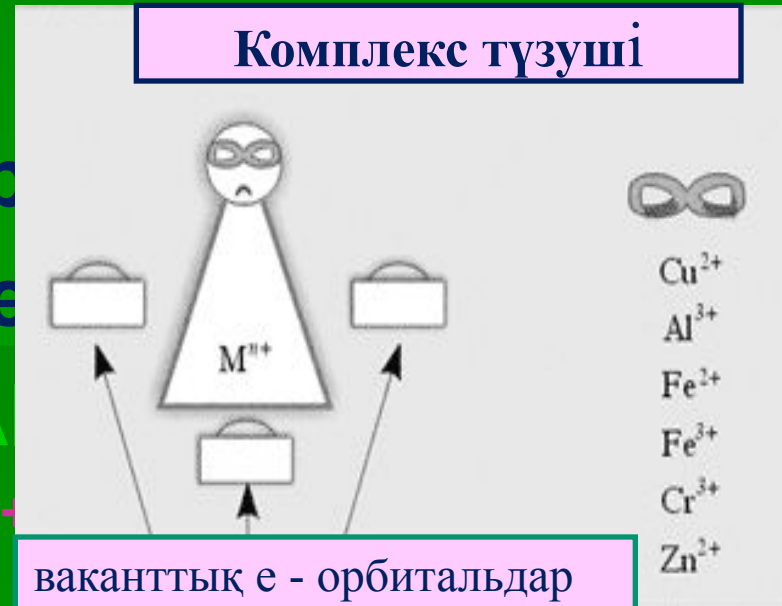 Комплекс түзуші
Mⁿ⁺
Cu²⁺
Al³⁺
Fe²⁺
Fe³⁺
Cr³⁺
Zn²⁺
ваканттық е - орбитальдар